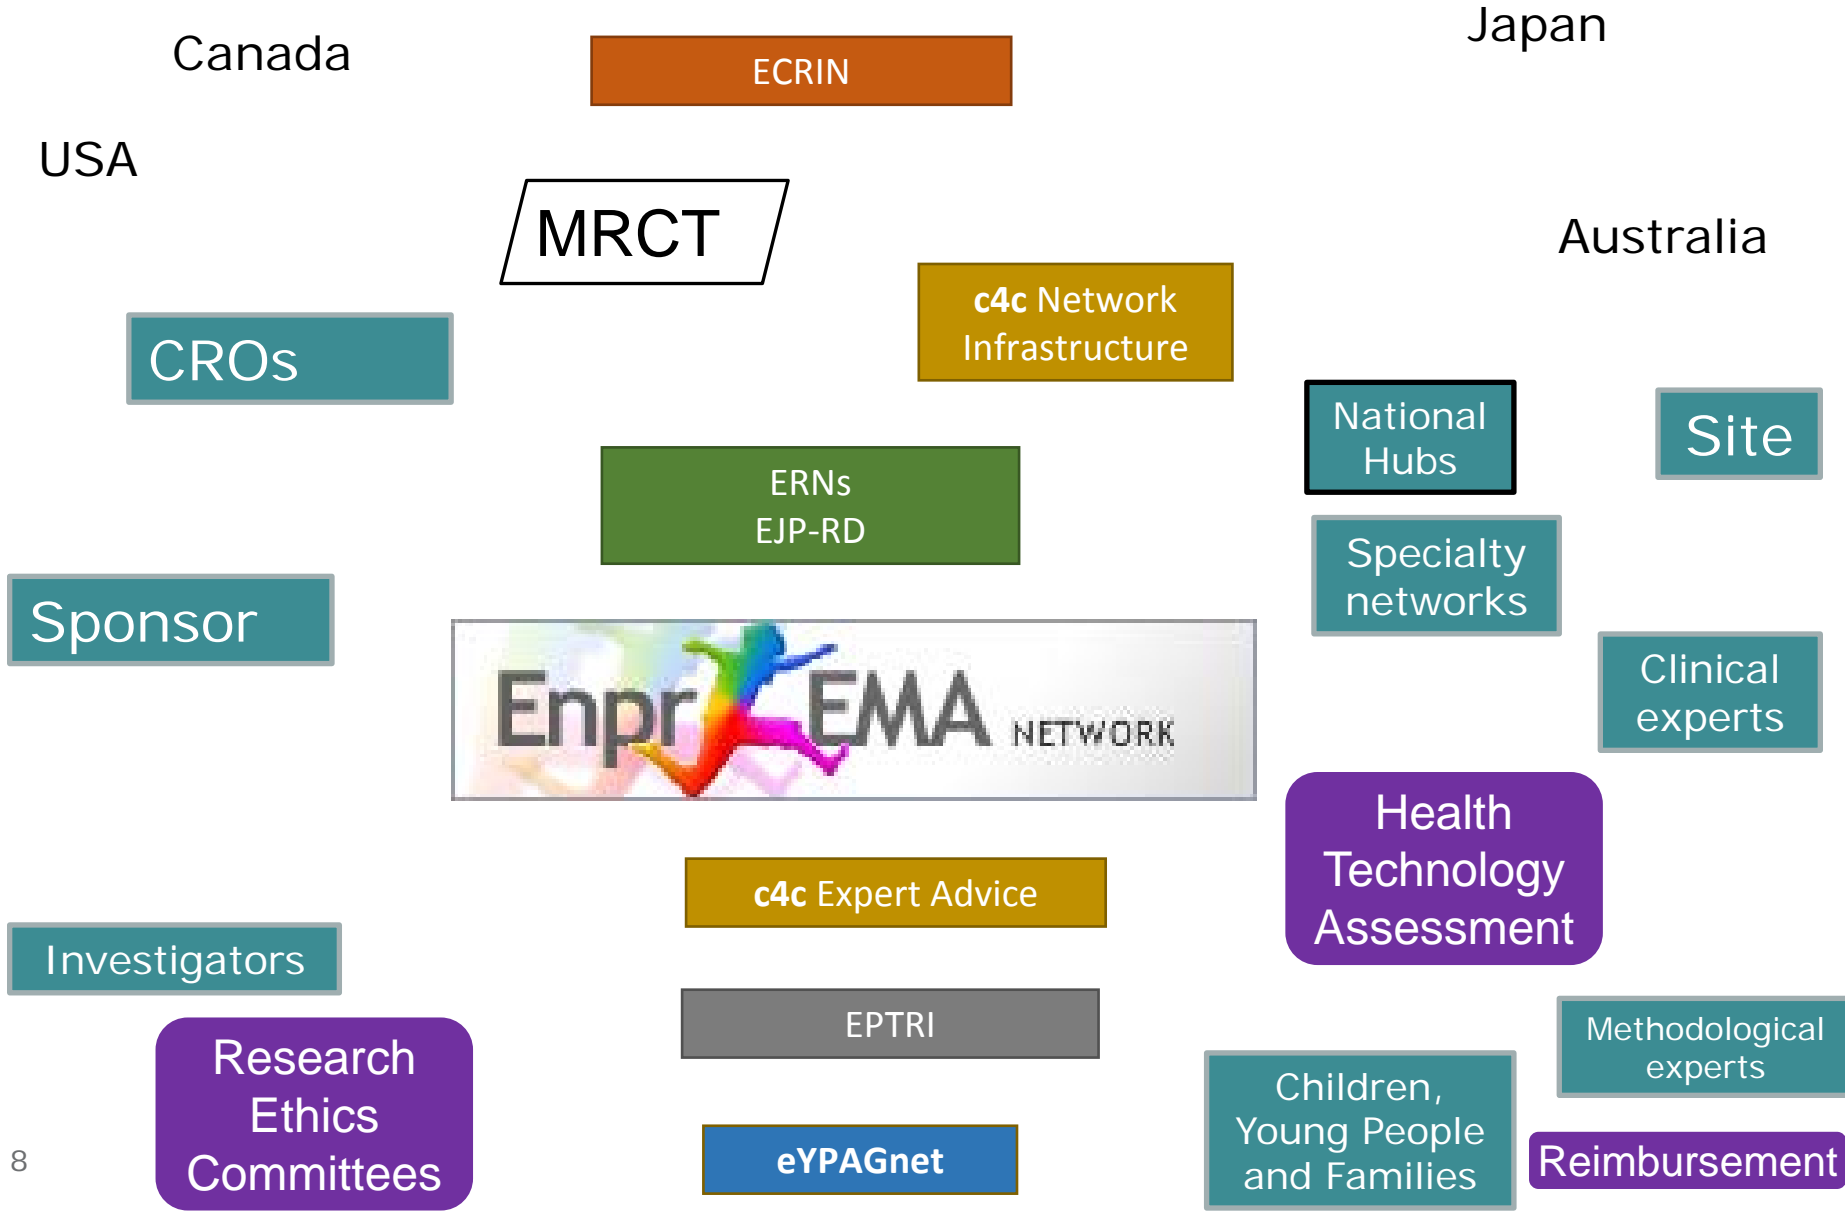 Canada
ECRIN
Japan
USA
MRCT
Australia
c4c Network
Infrastructure
CROs
National
Hubs
Site
ERNs
EJP-RD
Specialty
networks
Sponsor
Clinical
experts
Enpr EMA NETWORK
Health
Technology
Assessment
c4c Expert Advice
Investigators
EPTRI
Methodological
experts
Research
Ethics
Committees
Children,
Young People
and Families
eYPAGnet
Reimbursement
8